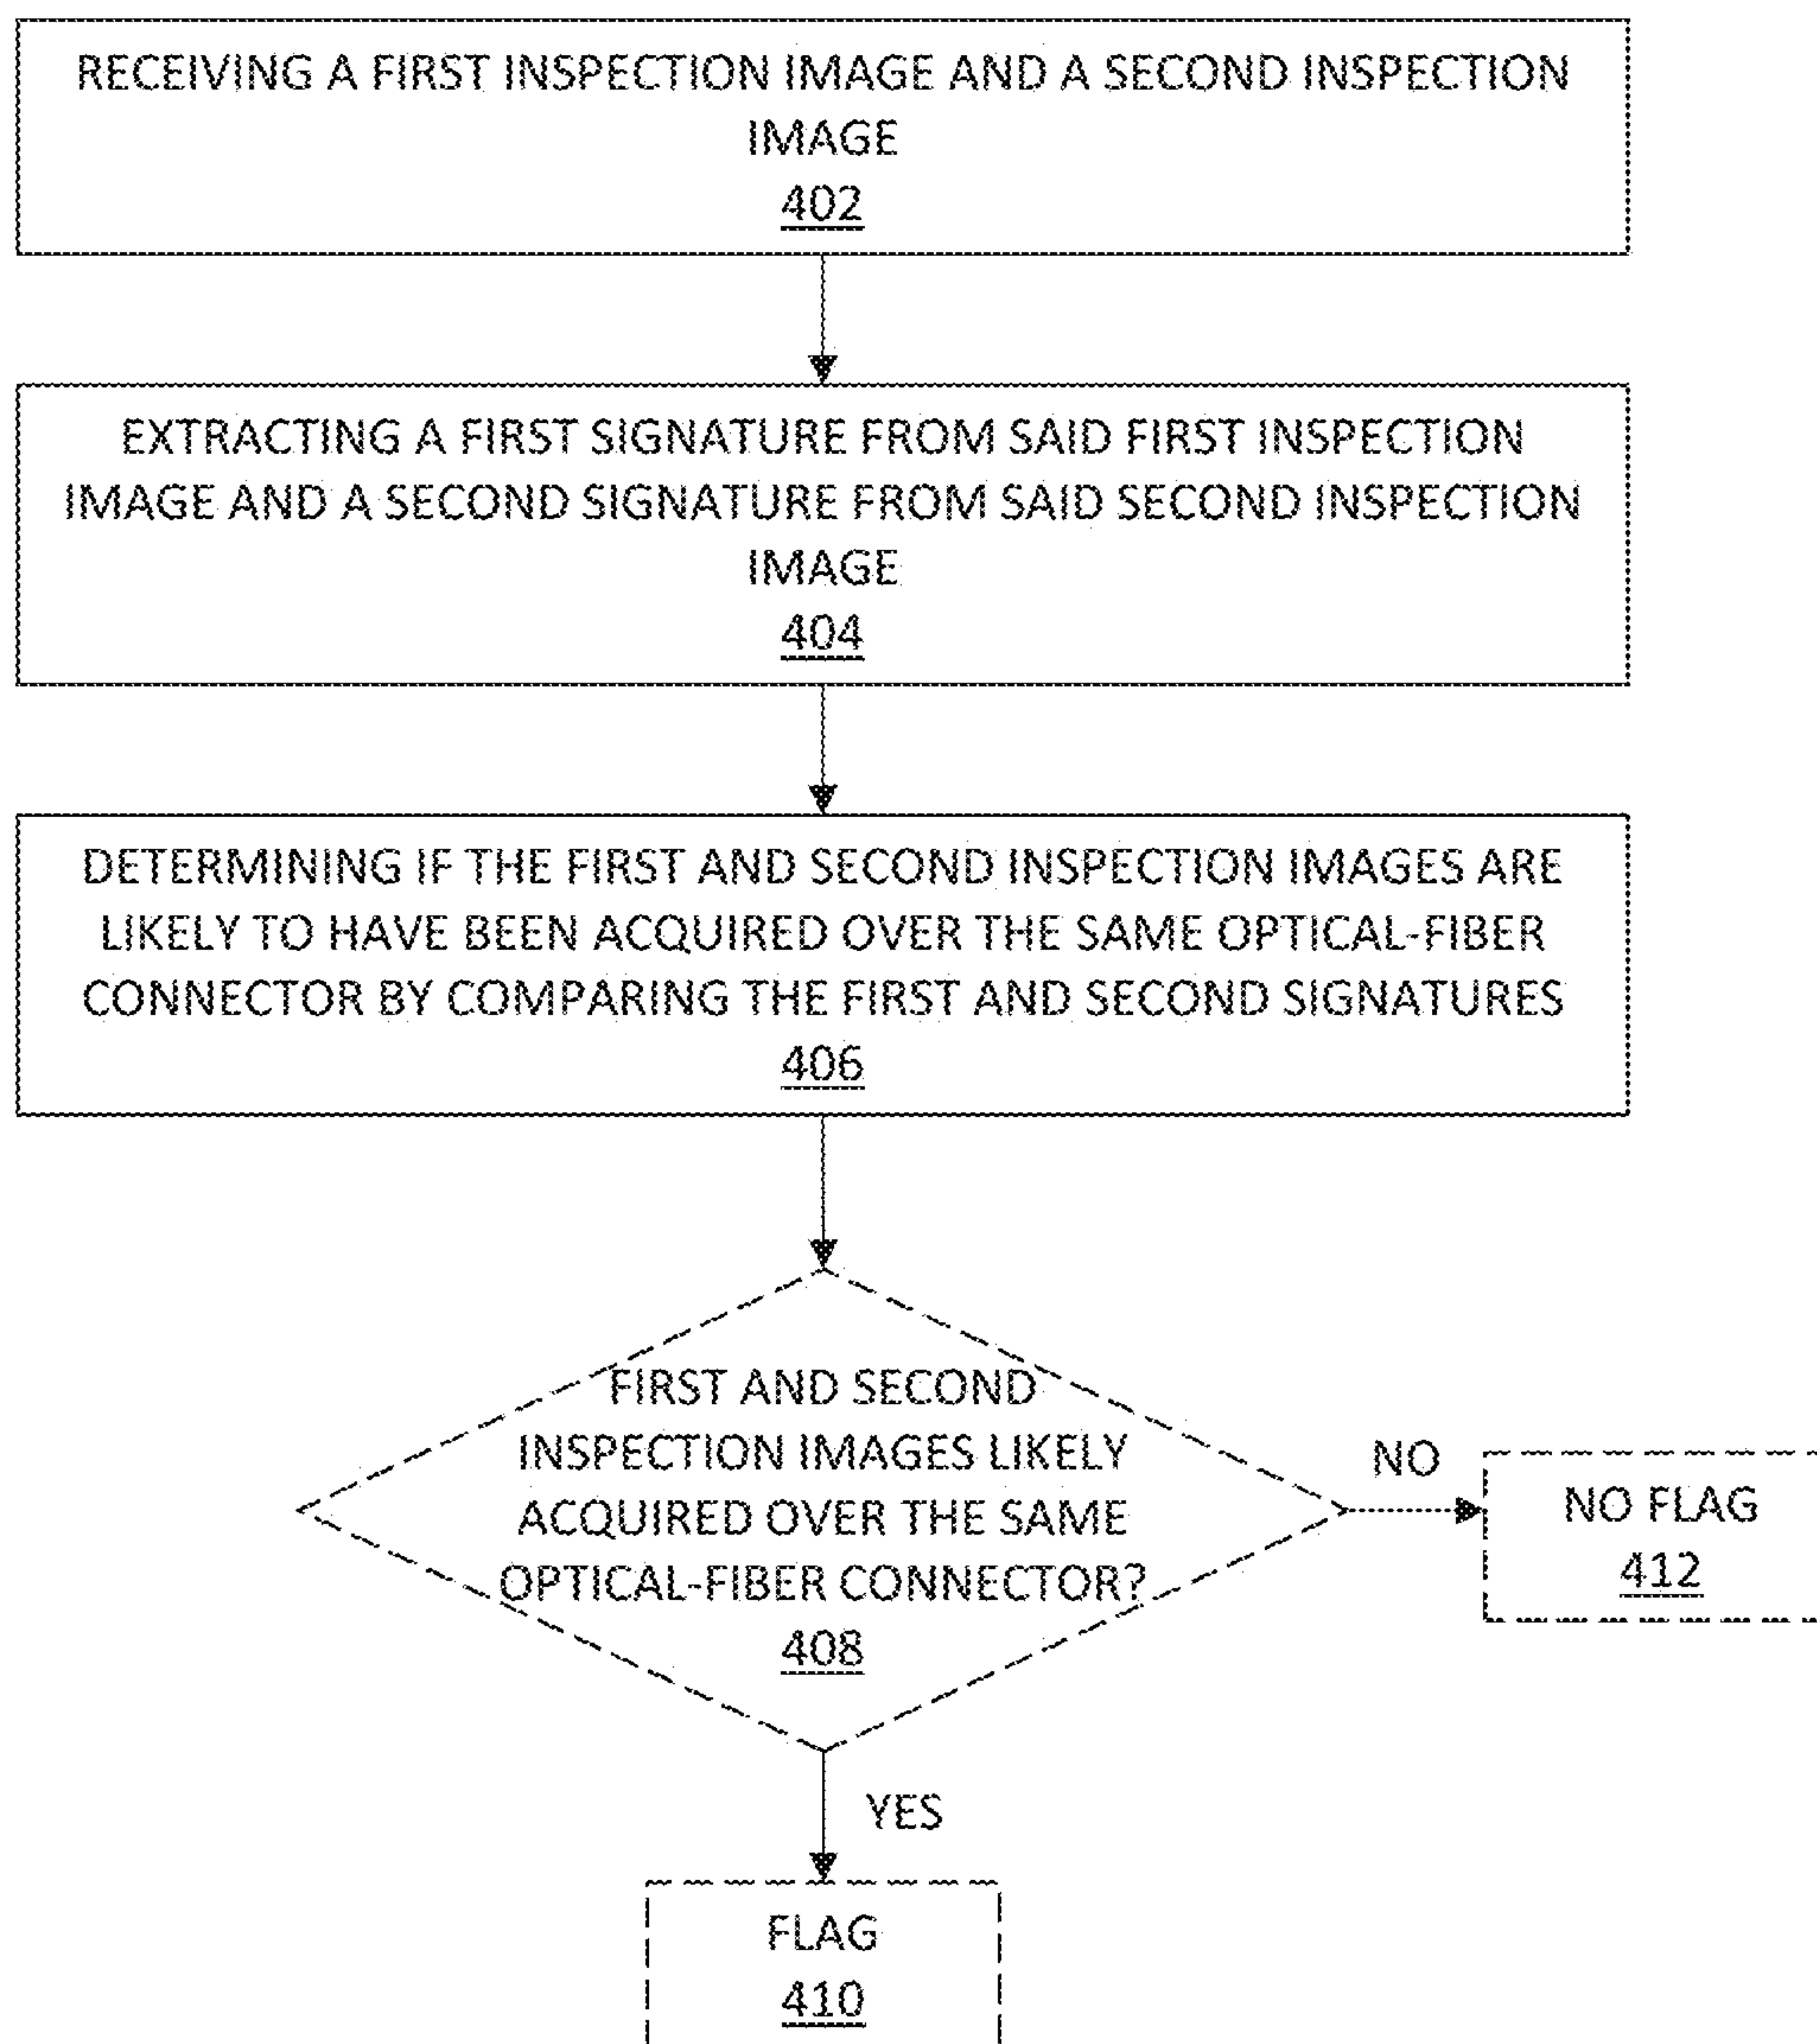 RECEIVING A FIRST INSPECTION IMAGE AND A SECOND INSPECTION
IMAGE
402
EXTRACTING A FIRST SIGNATURE FROM SAID FIRST INSPECTION
IMAGE AND A SECOND SIGNATURE FROM SAID SECOND INSPECTION
IMAGE
404
DETERMINING IF THE FIRST AND SECOND INSPECTION IMAGES ARE
LIKELY TO HAVE BEEN ACQUIRED OVER THE SAME OPTICAL-FIBER
CONNECTOR BY COMPARING THE FIRST AND SECOND SIGNATURES
406
FIRST AND SECOND
INSPECTION IMAGES LIKELY
ACQUIRED OVER THE SAME
OPTICAL-FIBER CONNECTOR?
408
NO
NO FLAG
412
YES
FLAG
410